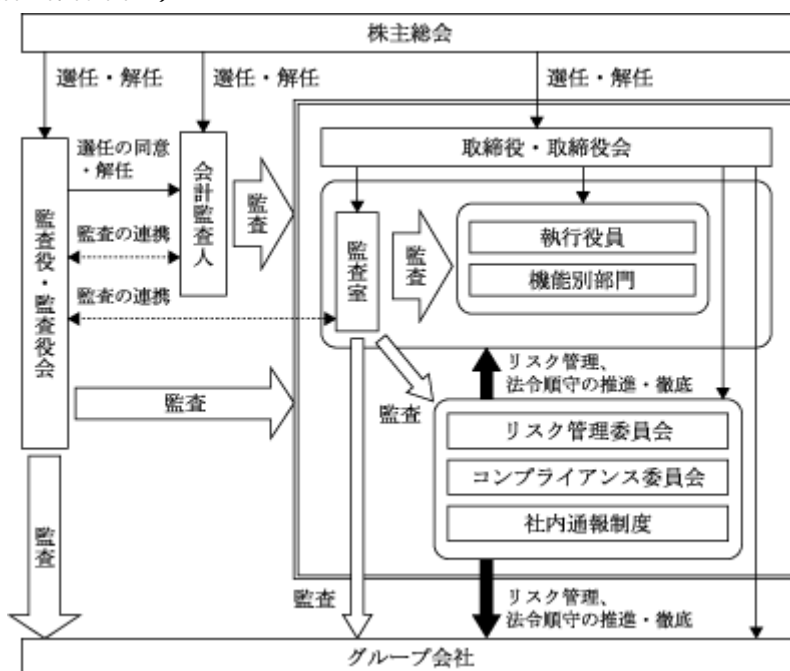 株主総会
選任・解任
選任・解任
選任・解任
取締役・取締役会
選任の同意
・解任
会計監査人
監査
監査役・監査役会
監査の連携
監査の連携
監査室
監査
執行役員
機能別部門
監査
監査
リスク管理、
法令順守の推進・徹底
リスク管理委員会
コンプライアンス委員会
社内通報制度
監査
監査
リスク管理、
法令順守の推進・徹底
グループ会社